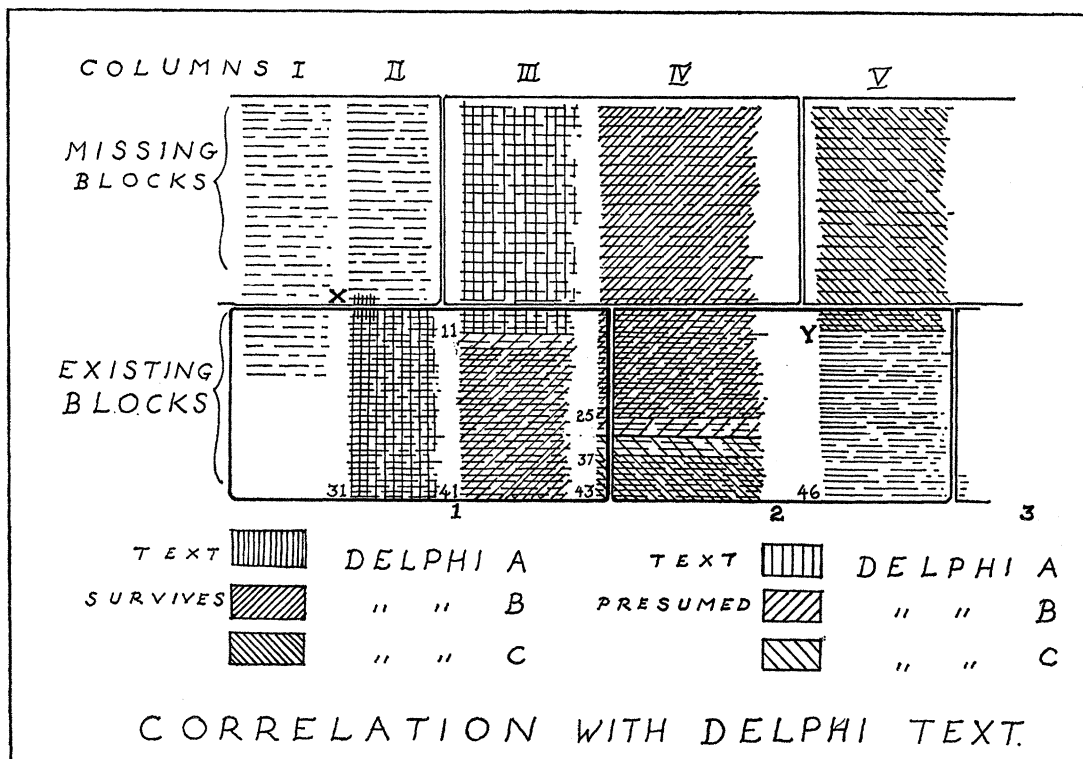 COLUMNS I II III IV V
MISSING
BLOCKS
X
11 Y
EXISTING
BLOCKS
25
37
31 41 43 46
1 2 3
TEXT DELPHI A TEXT DELPHI A
SURVIVES " " B PRESUMED " " B
" " C " " C
CORRELATION WITH DELPHI TEXT.